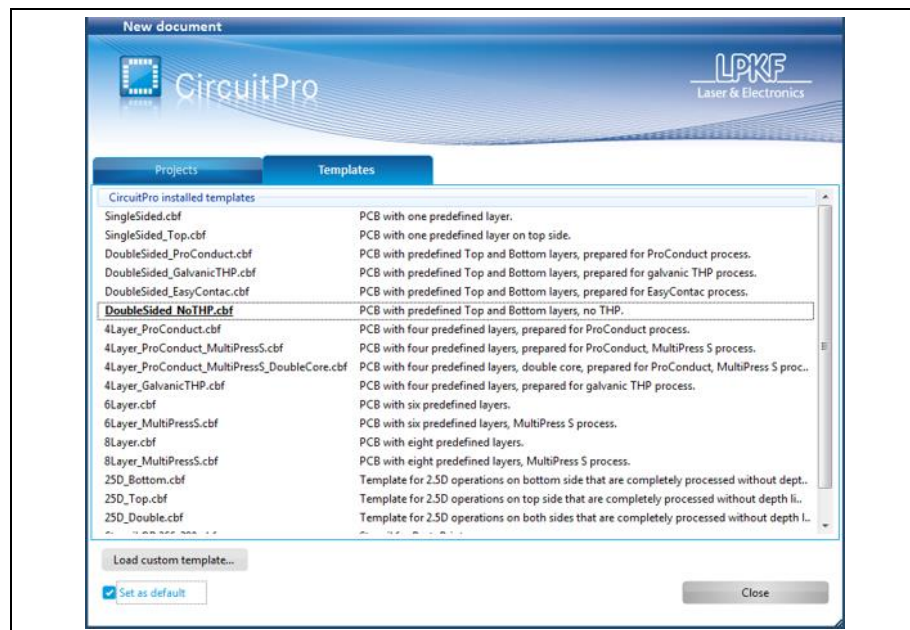 New document
CircuitPro
LPKF
Laser & Electronics
Projects Templates
CircuitPro installed templates
SingleSided.cbf PCB with one predefined layer.
SingleSided_Top.cbf PCB with one predefined layer on top side.
DoubleSided_ProConduct.cbf PCB with predefined Top and Bottom layers, prepared for ProConduct process.
DoubleSided_GalvanicTHP.cbf PCB with predefined Top and Bottom layers, prepared for galvanic THP process.
DoubleSided_EasyContac.cbf PCB with predefined Top and Bottom layers, prepared for EasyContac process.
DoubleSided_NoTHP.cbf PCB with predefined Top and Bottom layers, no THP.
4Layer_ProConduct.cbf PCB with four predefined layers, prepared for ProConduct process.
4Layer_ProConduct_MultiPressS.cbf PCB with four predefined layers, prepared for ProConduct, MultiPress S process.
4Layer_ProConduct_MultiPressS_DoubleCore.cbf PCB with four predefined layers, double core, prepared for ProConduct, MultiPress S proc..
4Layer_GalvanicTHP.cbf PCB with four predefined layers, prepared for galvanic THP process.
6Layer.cbf PCB with six predefined layers.
6Layer_MultiPressS.cbf PCB with six predefined layers, MultiPress S process.
8Layer.cbf PCB with eight predefined layers.
8Layer_MultiPressS.cbf PCB with eight predefined layers, MultiPress S process.
25D_Bottom.cbf Template for 2.5D operations on bottom side that are completely processed without dept..
25D_Top.cbf Template for 2.5D operations on top side that are completely processed without depth li..
25D_Double.cbf Template for 2.5D operations on both sides that are completely processed without depth l..
Load custom template...
Set as default
Close